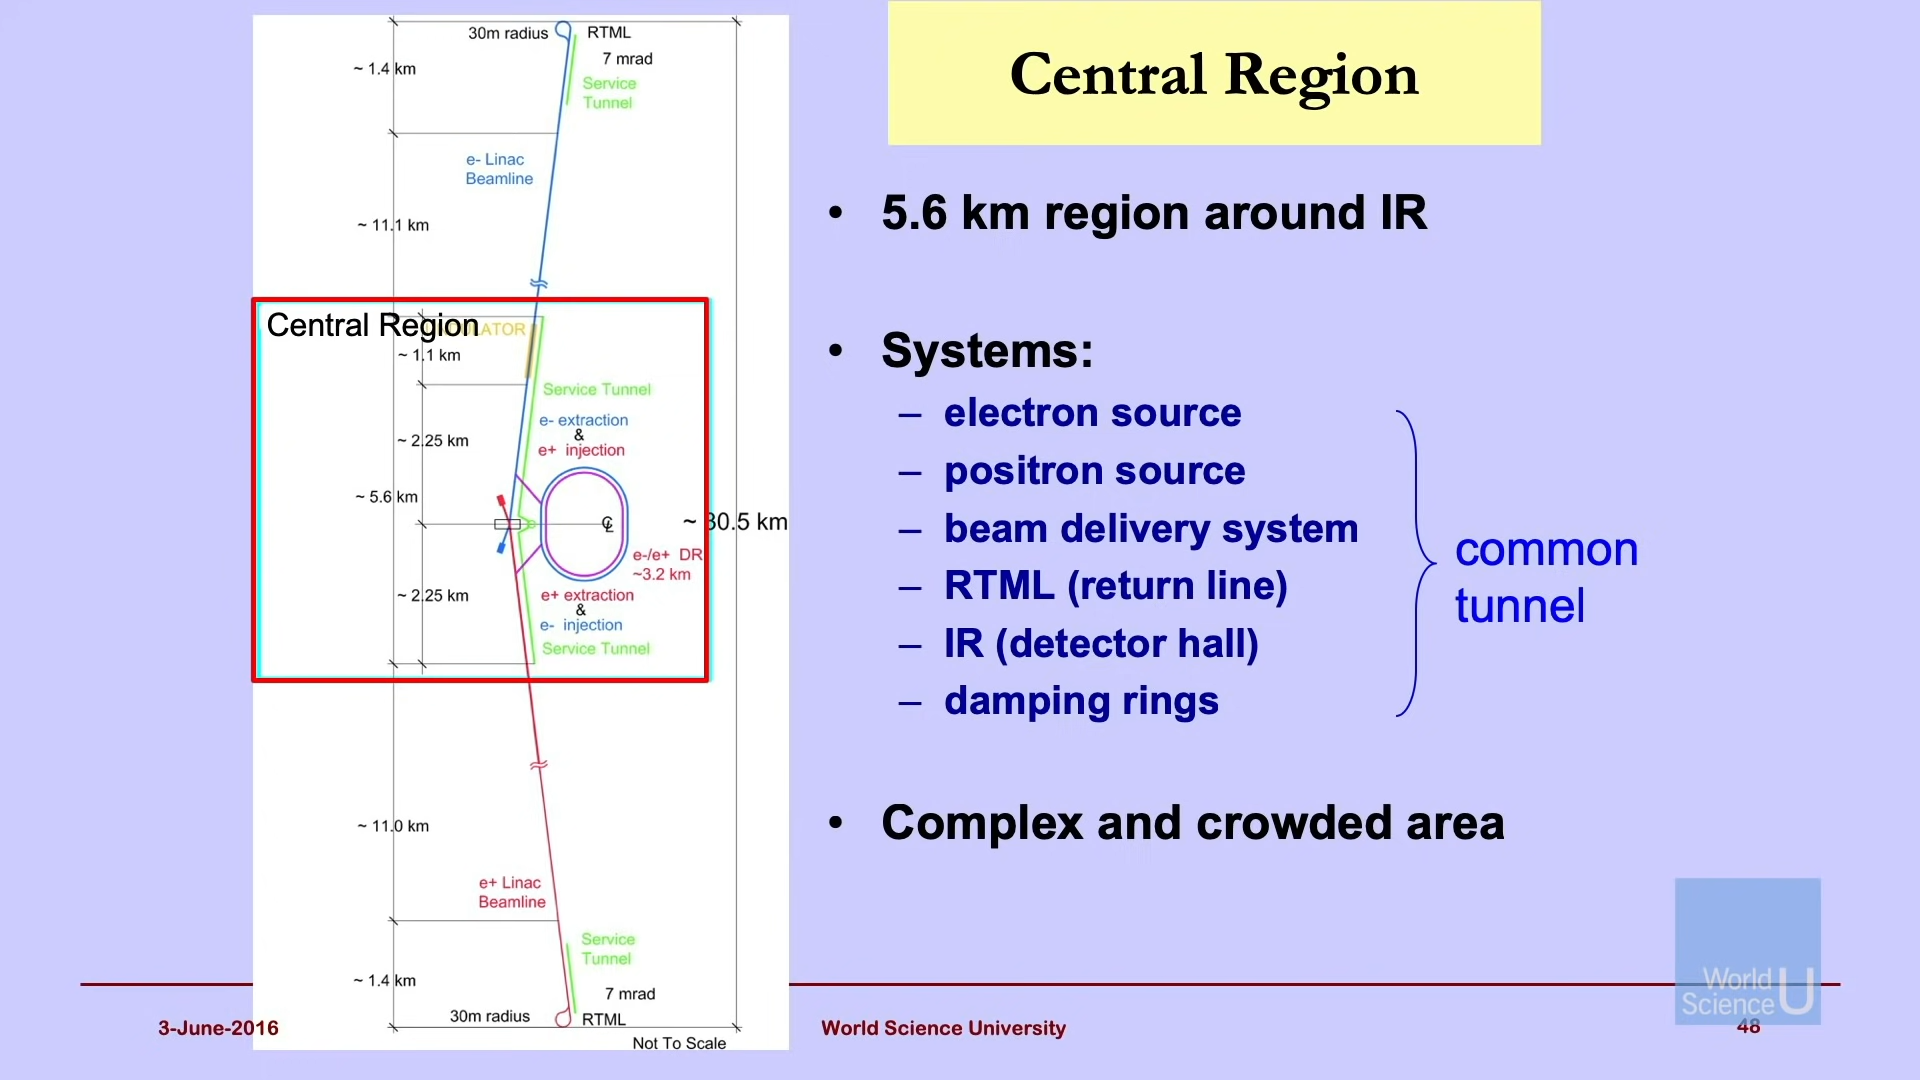 30m radius
RTML
7 mrad
~ 1.4 km
Service
Tunnel
e- Linac
Beamline
~ 11.1 km
Central Region
~ 1.1 km
Service Tunnel
e- extraction
&
e+ injection
~ 2.25 km
~ 5.6 km
~ 30.5 km
e-/e+ DR
~3.2 km
~ 2.25 km
e+ extraction
&
e- injection
Service Tunnel
~ 11.0 km
e+ Linac
Beamline
Service
Tunnel
~ 1.4 km
7 mrad
30m radius
RTML
Not To Scale
Central Region
• 5.6 km region around IR
• Systems:
– electron source
– positron source
– beam delivery system
– RTML (return line)
– IR (detector hall)
– damping rings
common
tunnel
• Complex and crowded area
World
Science U
3-June-2016
World Science University
48